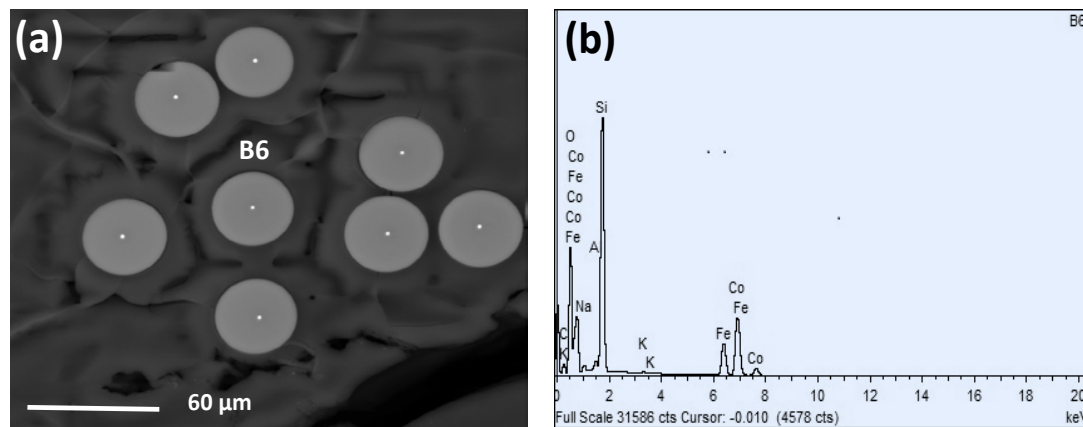 (a)
B6
60 µm
(b)
B6
Si
O
Co
Fe
Co
Co
Fe
A
Na
C
K
K
K
Fe
Co
Fe
Co
0 2 4 6 8 10 12 14 16 18 20
Full Scale 31586 cts Cursor: -0.010 (4578 cts)
keV